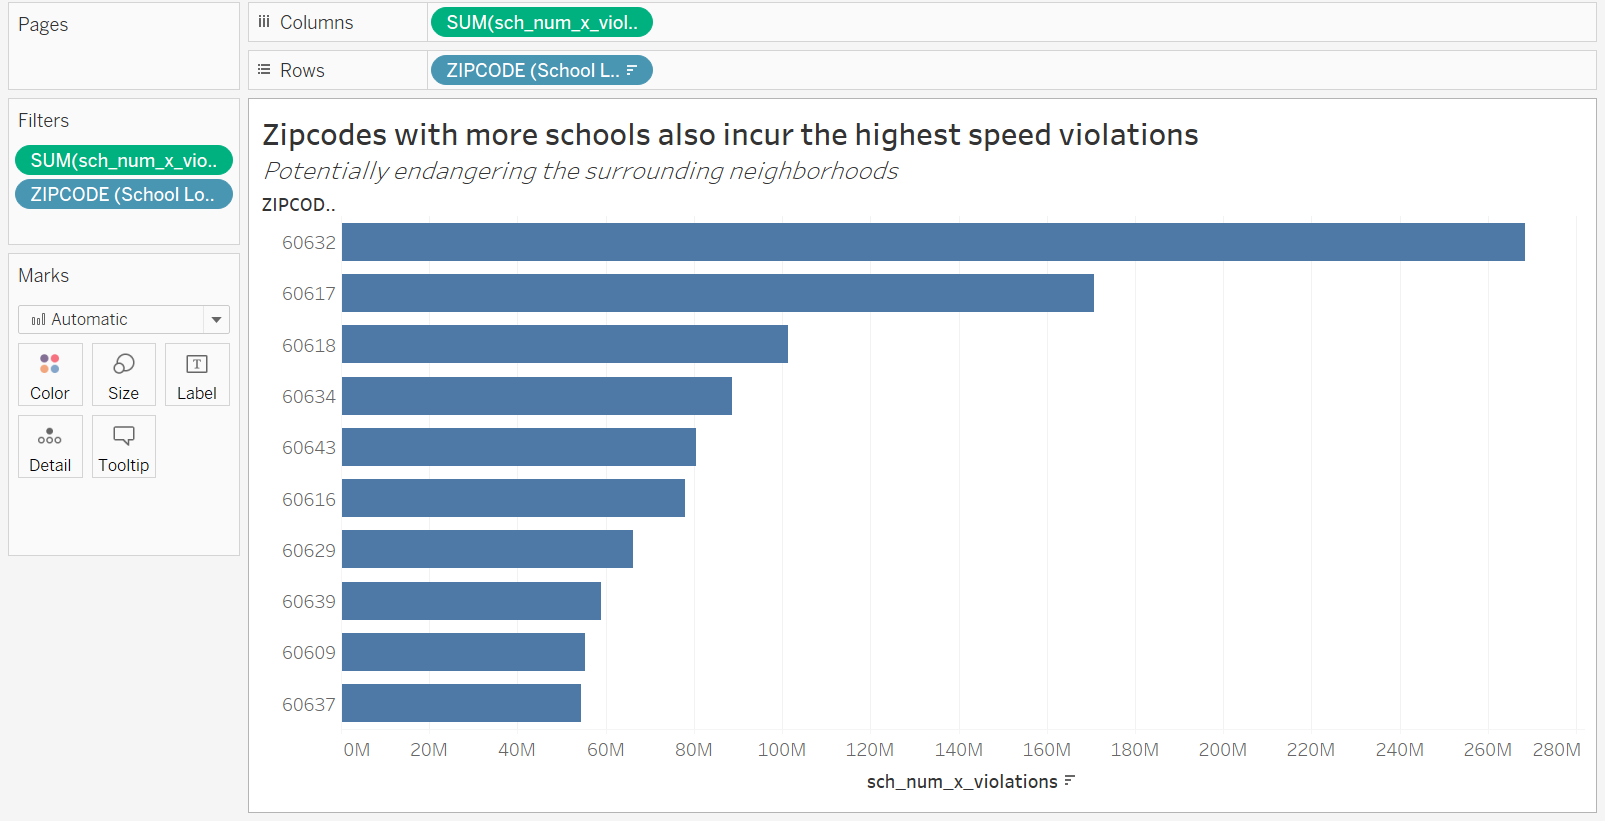 Pages
Columns
SUM(sch_num_x_viol..
Rows
ZIPCODE (School L..
Filters
SUM(sch_num_x_vio..
ZIPCODE (School Lo..
Marks
Automatic
Color
Size
T
Label
Detail
Tooltip
Zipcodes with more schools also incur the highest speed violations
Potentially endangering the surrounding neighborhoods
ZIPCOD..
60632
60617
60618
60634
60643
60616
60629
60639
60609
60637
0M 20M 40M 60M 80M 100M 120M 140M 160M 180M 200M 220M 240M 260M 280M
sch_num_x_violations